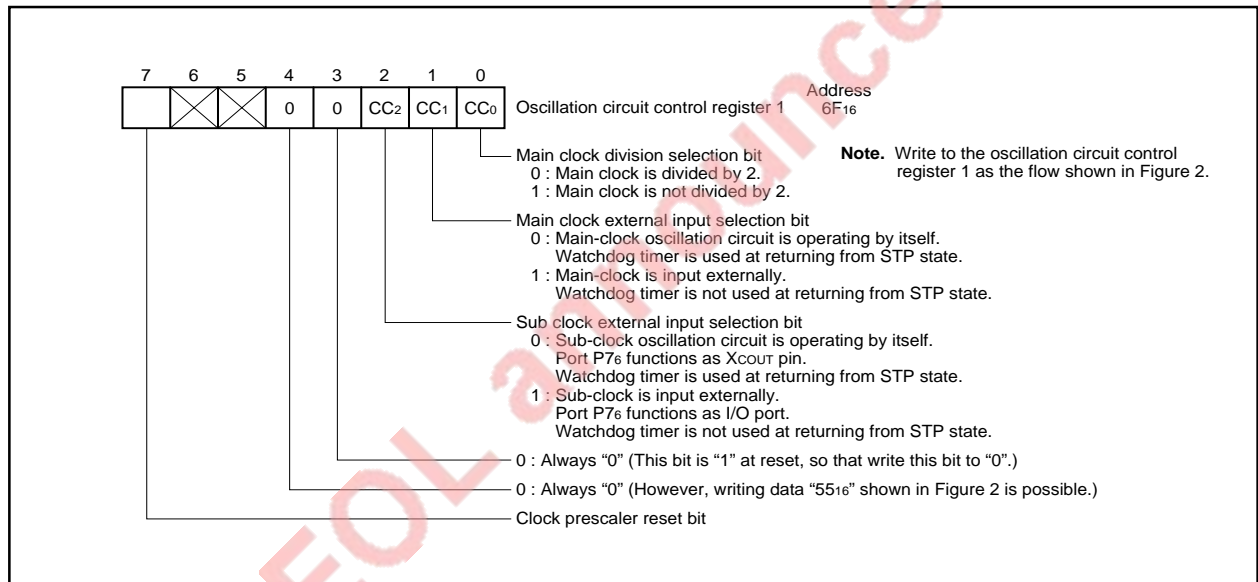 7 6 5 4 3 2 1 0
0 0 CC2 CC1 CC0 Oscillation circuit control register 1
Address
6F16
Main clock division selection bit
0 : Main clock is divided by 2.
1 : Main clock is not divided by 2.
Note. Write to the oscillation circuit control
register 1 as the flow shown in Figure 2.
Main clock external input selection bit
0 : Main-clock oscillation circuit is operating by itself.
Watchdog timer is used at returning from STP state.
1 : Main-clock is input externally.
Watchdog timer is not used at returning from STP state.
Sub clock external input selection bit
0 : Sub-clock oscillation circuit is operating by itself.
Port P76 functions as XCOUT pin.
Watchdog timer is used at returning from STP state.
1 : Sub-clock is input externally.
Port P76 functions as I/O port.
Watchdog timer is not used at returning from STP state.
0 : Always “0” (This bit is “1” at reset, so that write this bit to “0”.)
0 : Always “0” (However, writing data “5516” shown in Figure 2 is possible.)
Clock prescaler reset bit
EOL announce